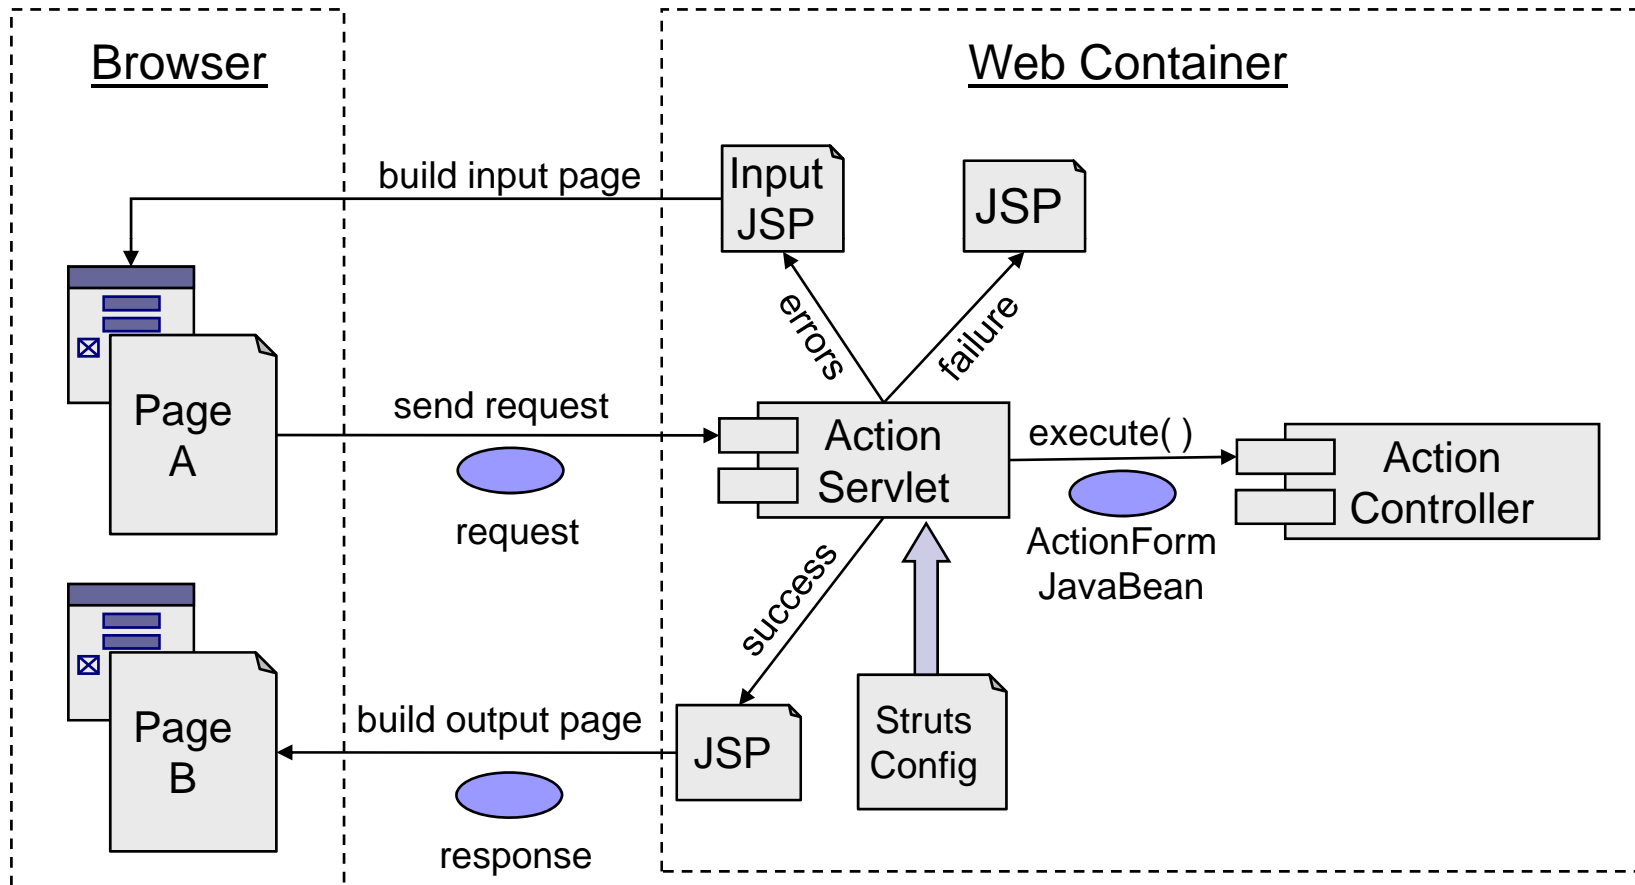 Browser
Web Container
build input page
Input
JSP
JSP
errors
failure
Page
A
send request
request
Action
Servlet
execute( )
ActionForm
JavaBean
Action
Controller
success
Page
B
build output page
response
JSP
Struts
Config